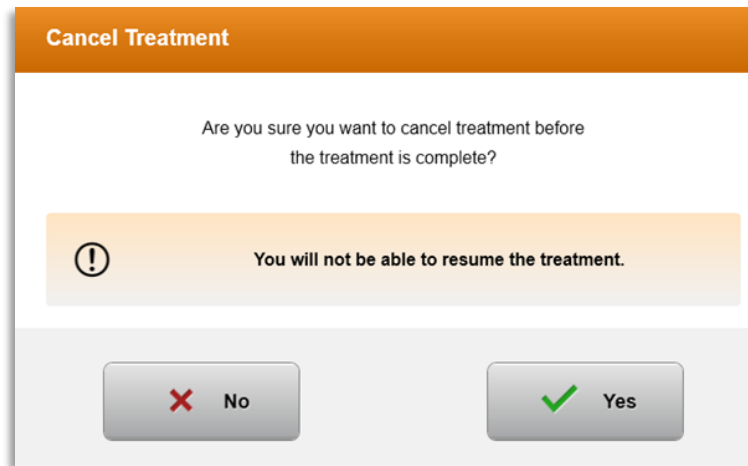 Cancel Treatment
Are you sure you want to cancel treatment before
the treatment is complete?
You will not be able to resume the treatment.
No
Yes